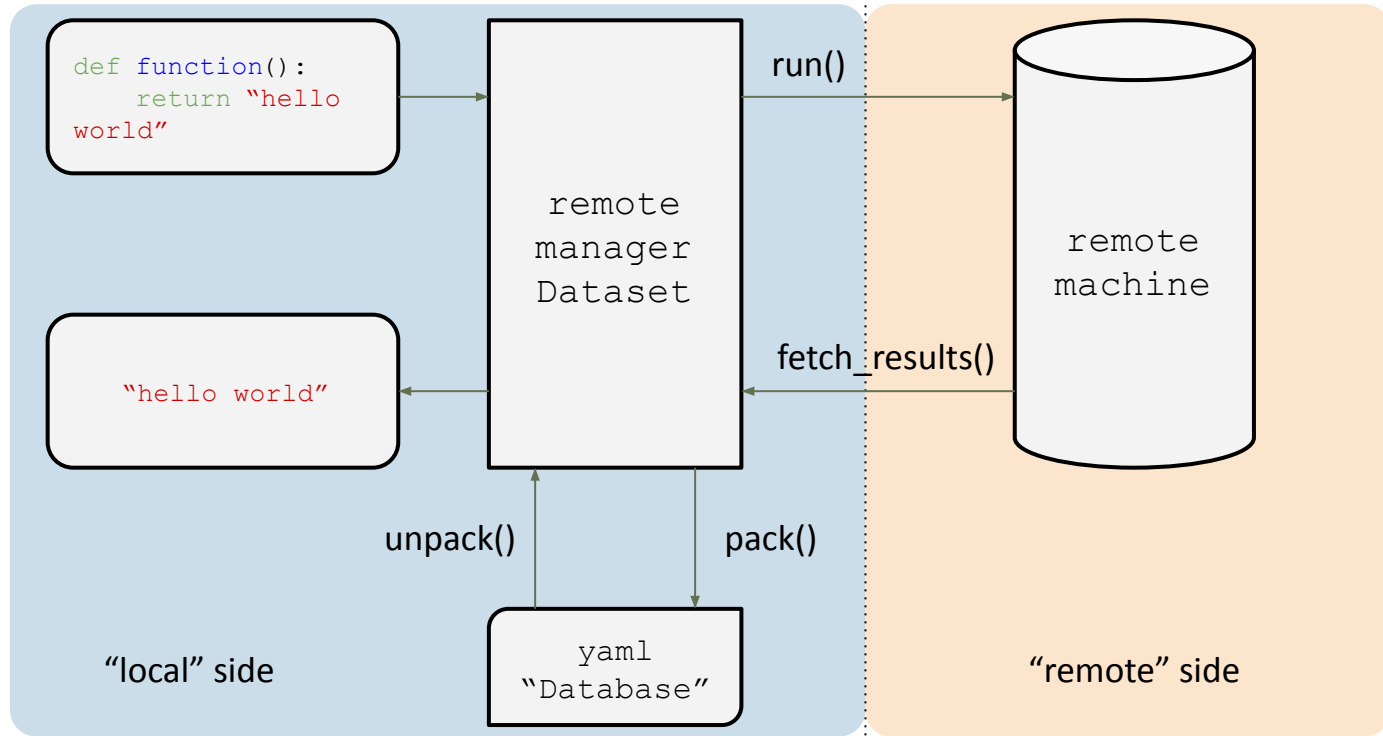 def function():
    return “hello
world”
run()
remote
manager
Dataset
remote
machine
fetch_results()
“hello world”
unpack()
pack()
yaml
“Database”
“local” side
“remote” side